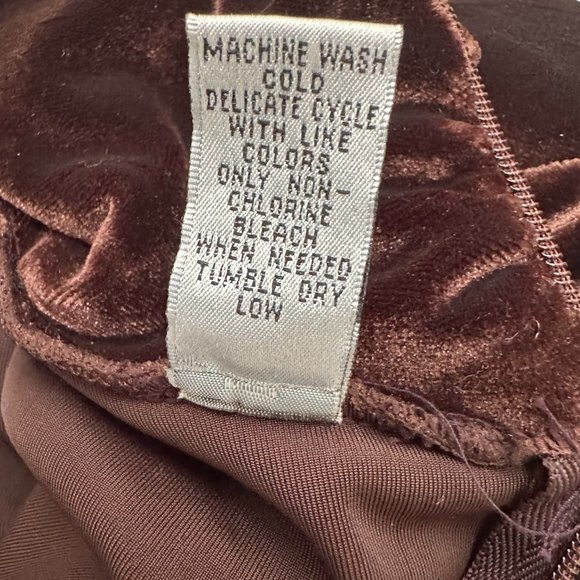 MACHINE WASH
COLD
DELICATE CYCLE
WITH LIKE
COLORS
ONLY NON-
CHLORINE
BLEACH
WHEN NEEDED
TUMBLE DRY
LOW